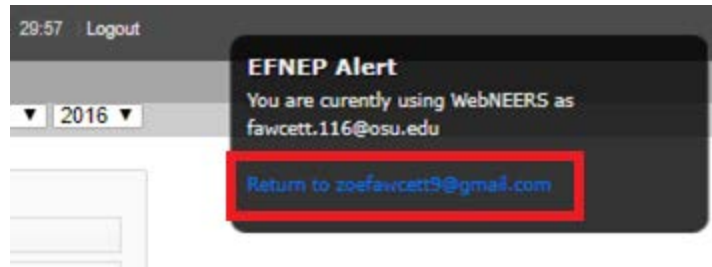 29:57 Logout
EFNEP Alert
You are curently using WebNEERS as
fawcett.116@osu.edu
2016
Return to zoefawcett9@gmail.com